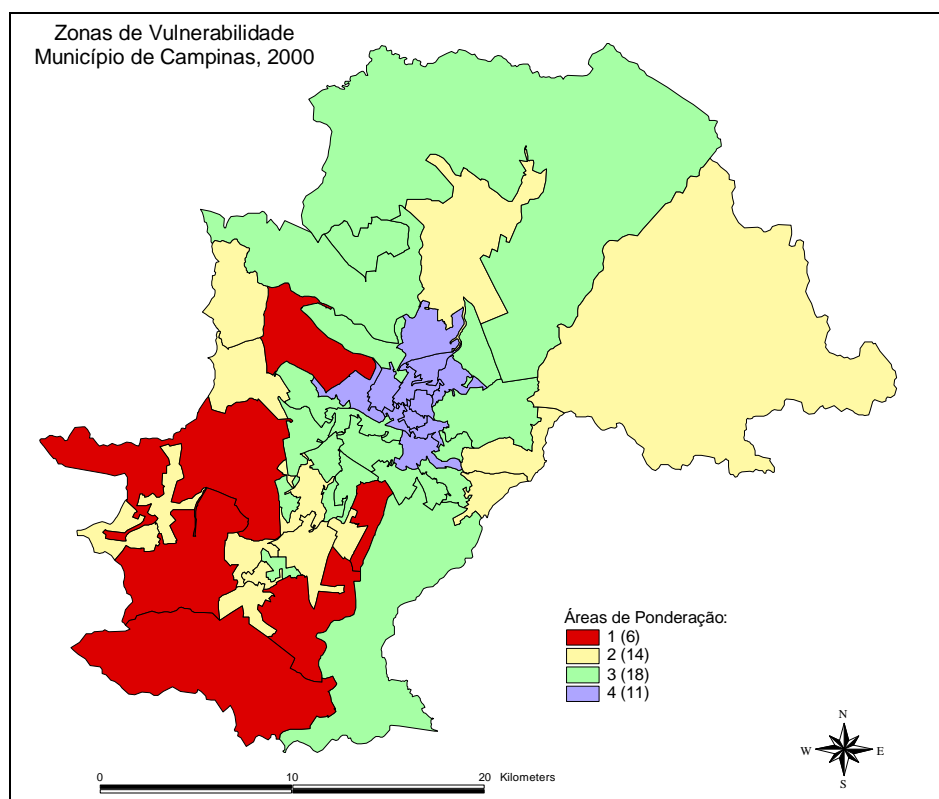 Zonas de Vulnerabilidade
Município de Campinas, 2000
Áreas de Ponderação:
1 (6)
2 (14)
3 (18)
4 (11)
N
W E
S
0 10 20 Kilometers